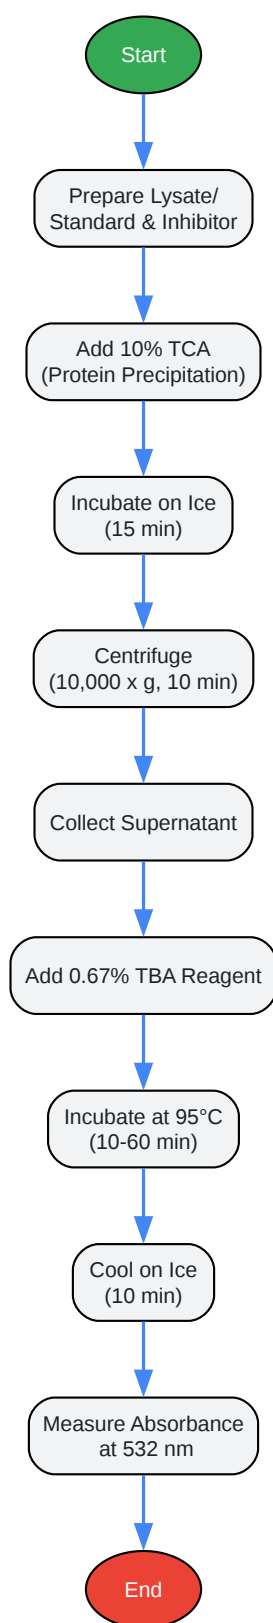 Start
Prepare Lysate/
Standard & Inhibitor
Add 10% TCA
(Protein Precipitation)
Incubate on Ice
(15 min)
Centrifuge
(10,000 x g, 10 min)
Collect Supernatant
Add 0.67% TBA Reagent
Incubate at 95°C
(10-60 min)
Cool on Ice
(10 min)
Measure Absorbance
at 532 nm
End